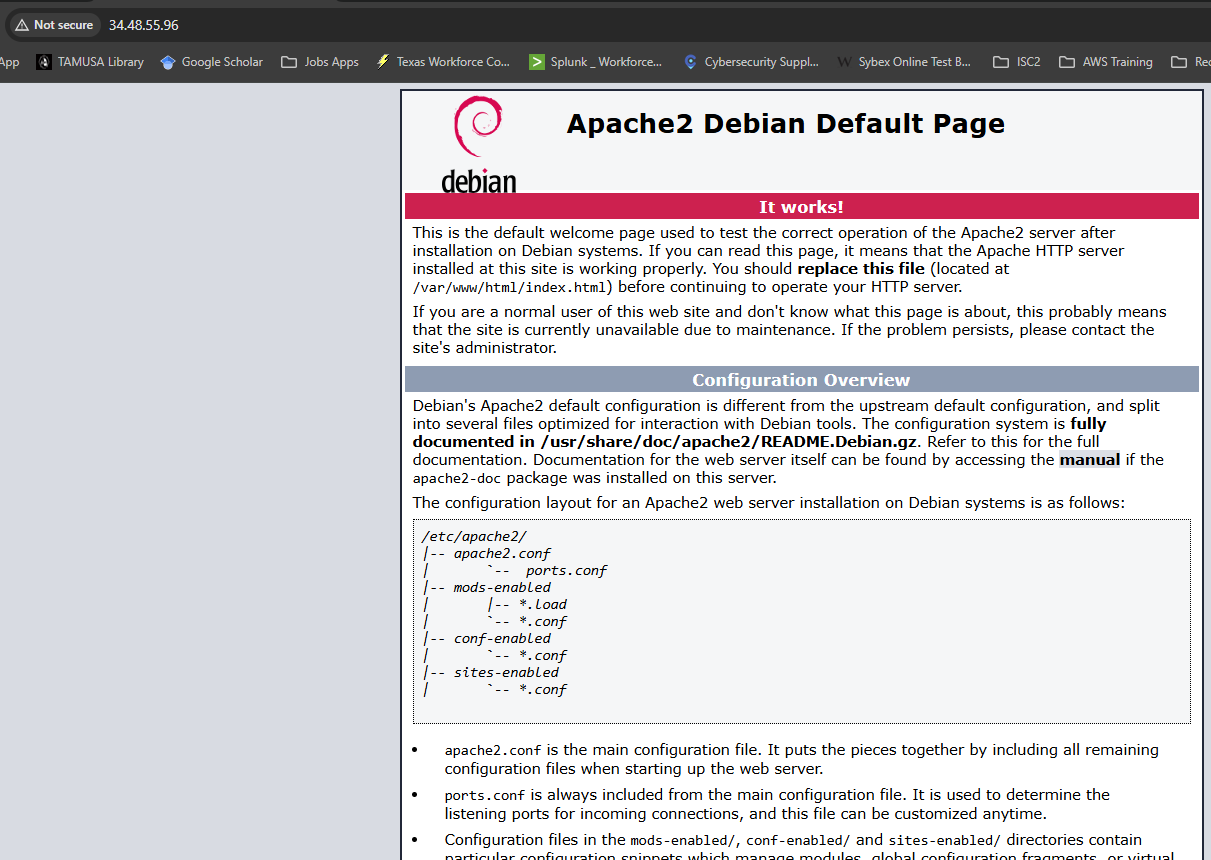 Not secure 34.48.55.96
App TAMUSA Library Google Scholar Jobs Apps Texas Workforce Co... Splunk _ Workforce... Cybersecurity Suppl... Sybex Online Test B... ISC2 AWS Training
Apache2 Debian Default Page
debian
It works!
This is the default welcome page used to test the correct operation of the Apache2 server after
installation on Debian systems. If you can read this page, it means that the Apache HTTP server
installed at this site is working properly. You should replace this file (located at
/var/www/html/index.html) before continuing to operate your HTTP server.
If you are a normal user of this web site and don't know what this page is about, this probably means
that the site is currently unavailable due to maintenance. If the problem persists, please contact the
site's administrator.
Configuration Overview
Debian's Apache2 default configuration is different from the upstream default configuration, and split
into several files optimized for interaction with Debian tools. The configuration system is fully
documented in /usr/share/doc/apache2/README.Debian.gz. Refer to this for the full
documentation. Documentation for the web server itself can be found by accessing the manual if the
apache2-doc package was installed on this server.
The configuration layout for an Apache2 web server installation on Debian systems is as follows:
/etc/apache2/
|-- apache2.conf
|       `--  ports.conf
|-- mods-enabled
|       |-- *.load
|       `-- *.conf
|-- conf-enabled
|       `-- *.conf
|-- sites-enabled
|       `-- *.conf
• apache2.conf is the main configuration file. It puts the pieces together by including all remaining
configuration files when starting up the web server.
• ports.conf is always included from the main configuration file. It is used to determine the
listening ports for incoming connections, and this file can be customized anytime.
• Configuration files in the mods-enabled/, conf-enabled/ and sites-enabled/ directories contain
particular configuration snippets which manage modules, global configuration fragments, or virtual